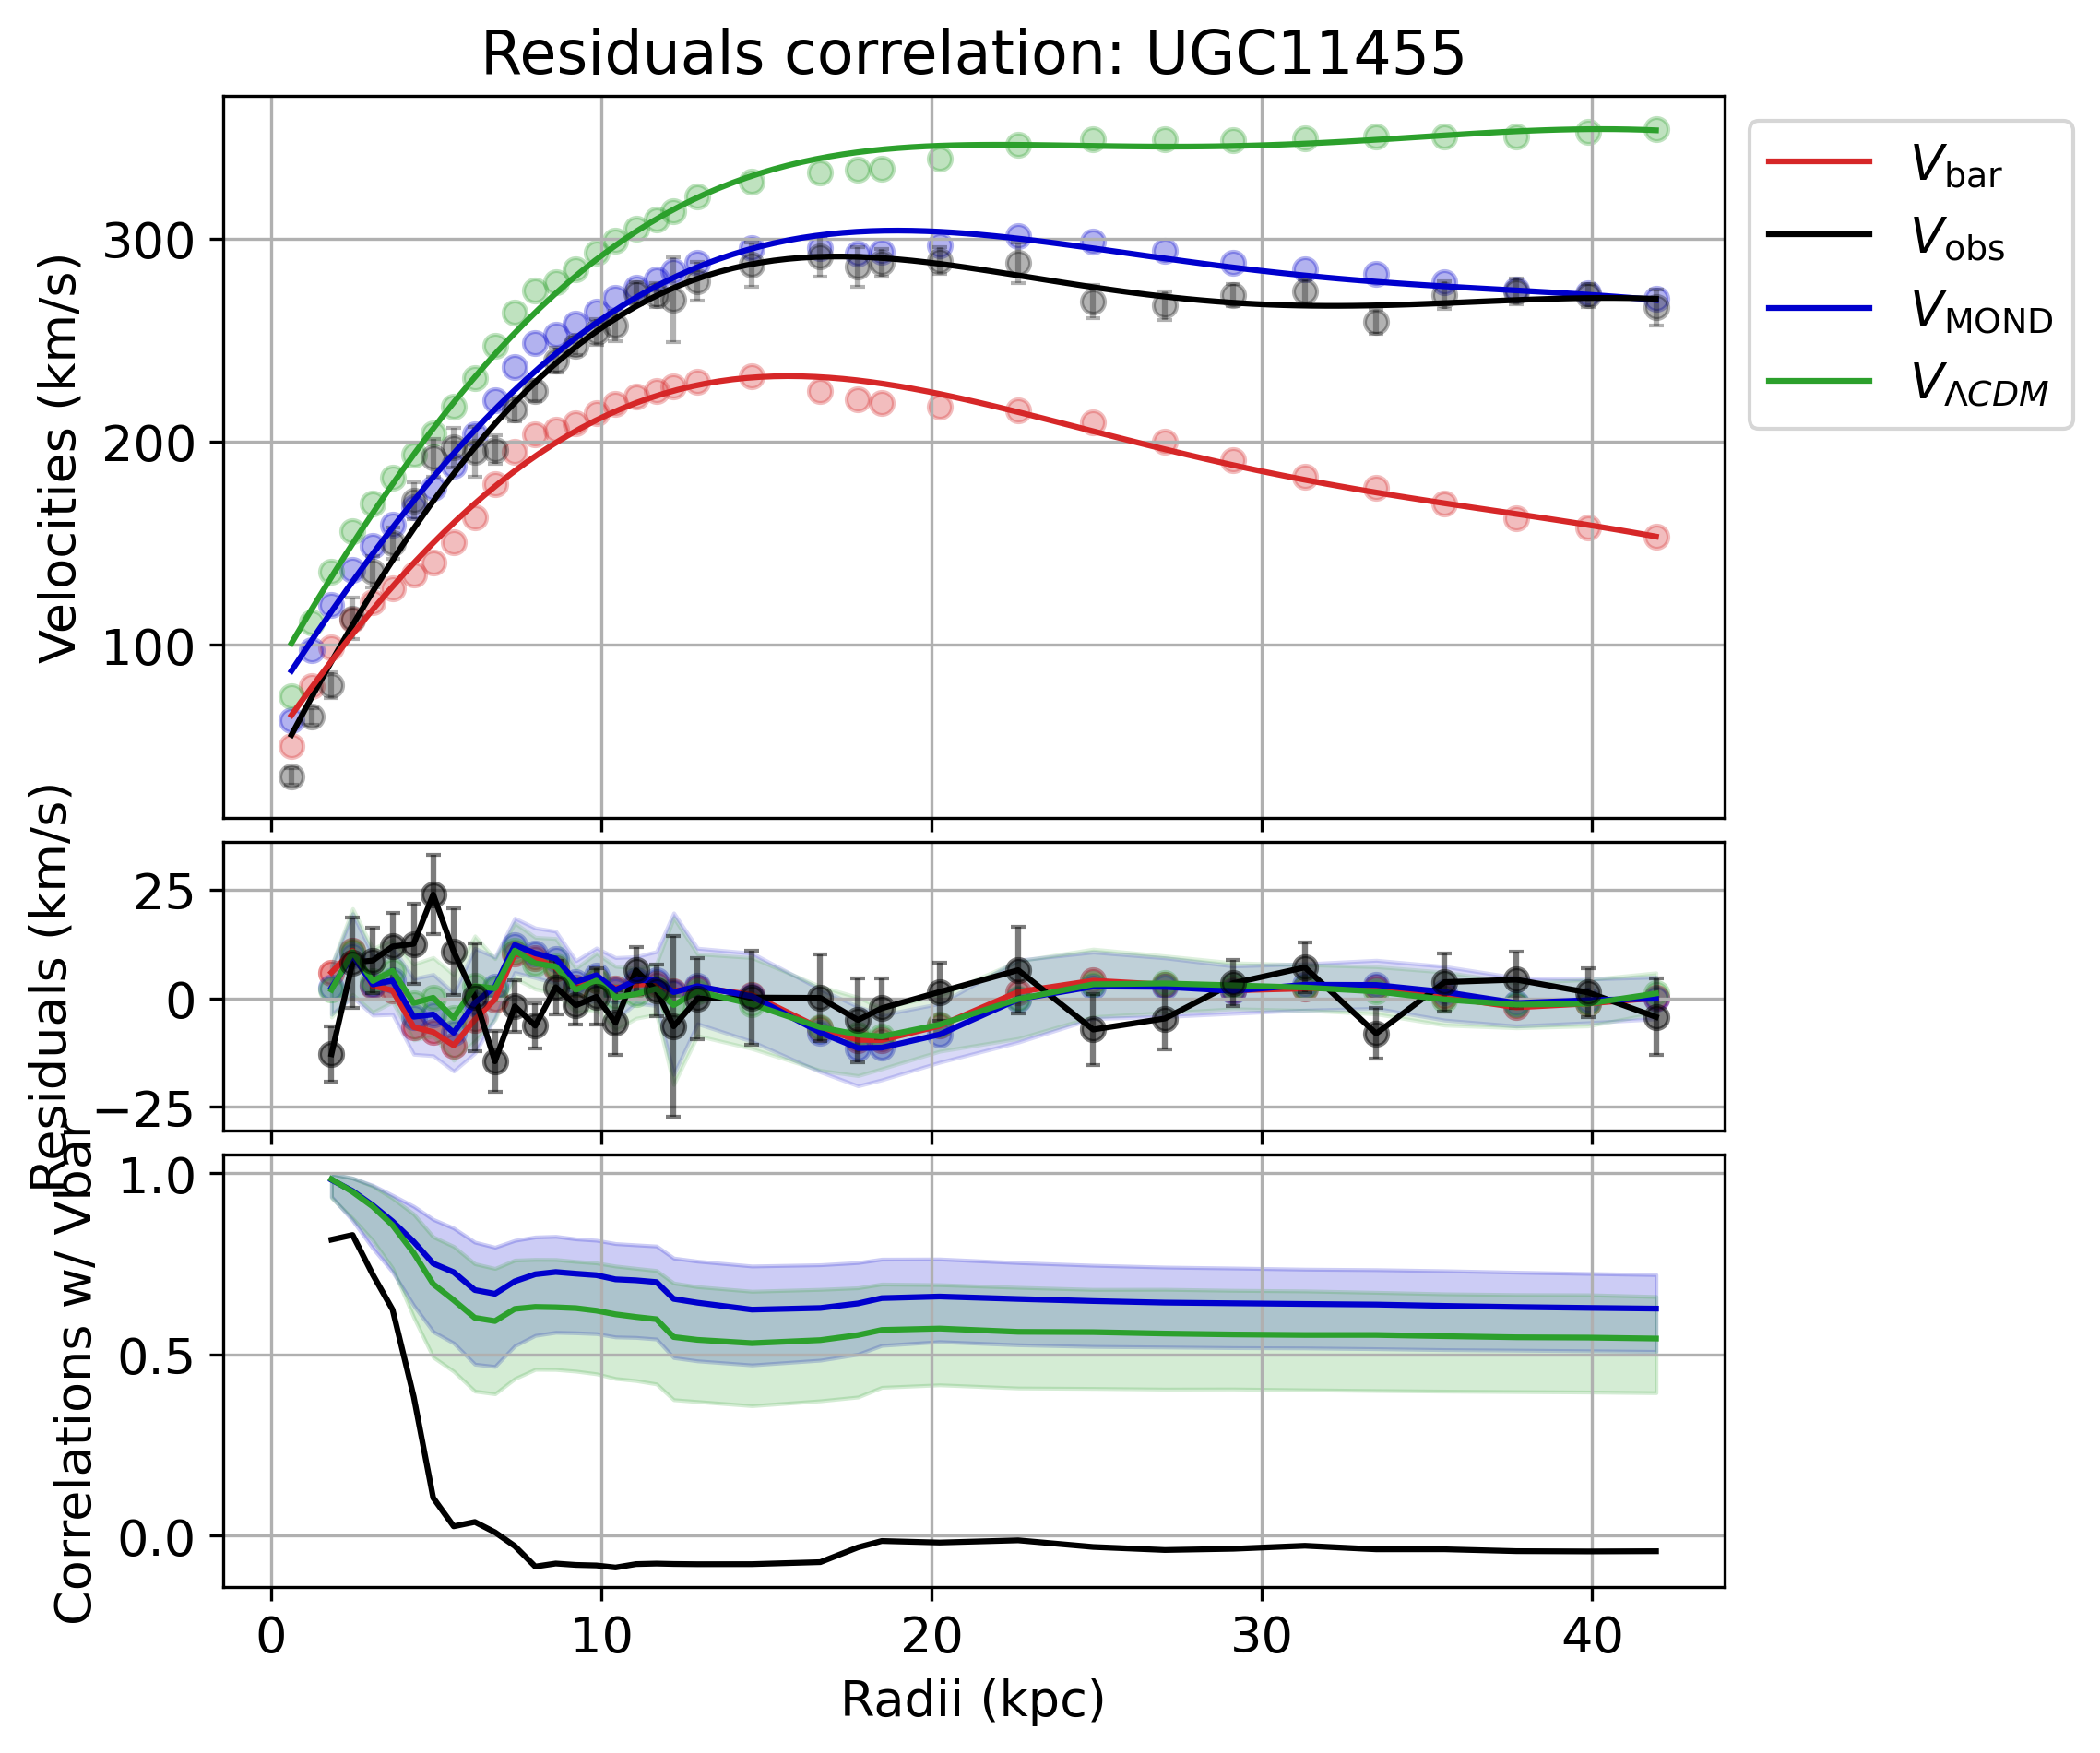 Residuals correlation: UGC11455
Velocities (km/s)
300
200
100
V_bar
V_obs
V_MOND
V_ΛCDM
Residuals (km/s)
25
0
−25
Correlations w/ Vbar
1.0
0.5
0.0
0 10 20 30 40
Radii (kpc)